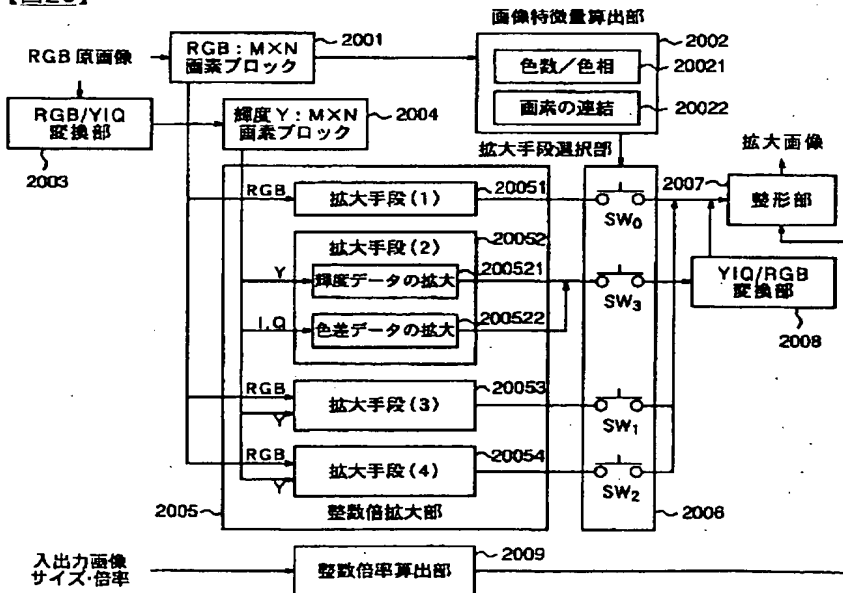 画像特徴量算出部
RGB原画像
RGB:M×N
画素ブロック
2001
2002
色数/色相
20021
画素の連結
20022
RGB/YIQ
変換部
2003
輝度Y:M×N
画素ブロック
2004
拡大手段選択部
拡大画像
RGB
拡大手段(1)
20051
SW0
2007
整形部
拡大手段(2)
20052
Y
輝度データの拡大
200521
SW3
YIQ/RGB
変換部
2008
I,Q
色差データの拡大
200522
RGB
Y
拡大手段(3)
20053
SW1
RGB
Y
拡大手段(4)
20054
SW2
2005
整数倍拡大部
2006
入出力画像
サイズ・倍率
整数倍率算出部
2009